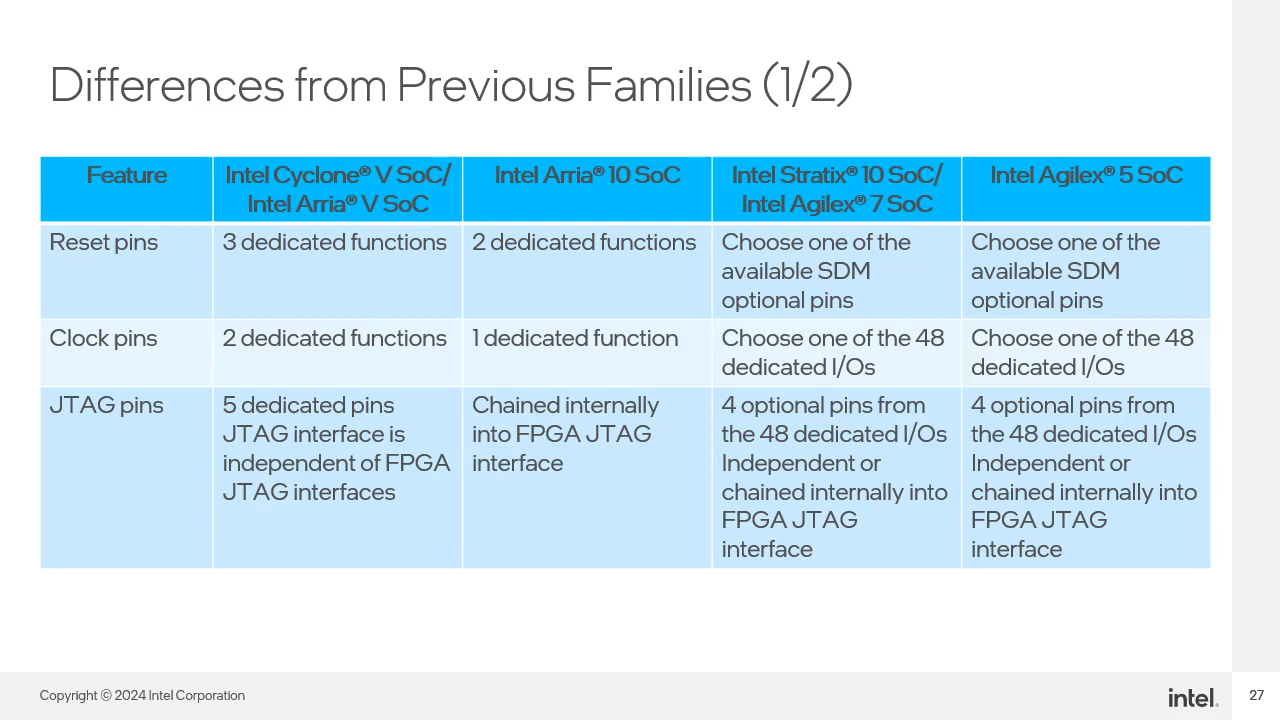 Differences from Previous Families (1/2)
Feature
Intel Cyclone® V SoC/
Intel Arria® V SoC
Intel Arria® 10 SoC
Intel Stratix® 10 SoC/
Intel Agilex® 7 SoC
Intel Agilex® 5 SoC
Reset pins
3 dedicated functions
2 dedicated functions
Choose one of the
available SDM
optional pins
Choose one of the
available SDM
optional pins
Clock pins
2 dedicated functions
1 dedicated function
Choose one of the 48
dedicated I/Os
Choose one of the 48
dedicated I/Os
JTAG pins
5 dedicated pins
JTAG interface is
independent of FPGA
JTAG interfaces
Chained internally
into FPGA JTAG
interface
4 optional pins from
the 48 dedicated I/Os
Independent or
chained internally into
FPGA JTAG
interface
4 optional pins from
the 48 dedicated I/Os
Independent or
chained internally into
FPGA JTAG
interface
Copyright © 2024 Intel Corporation
intel.
27